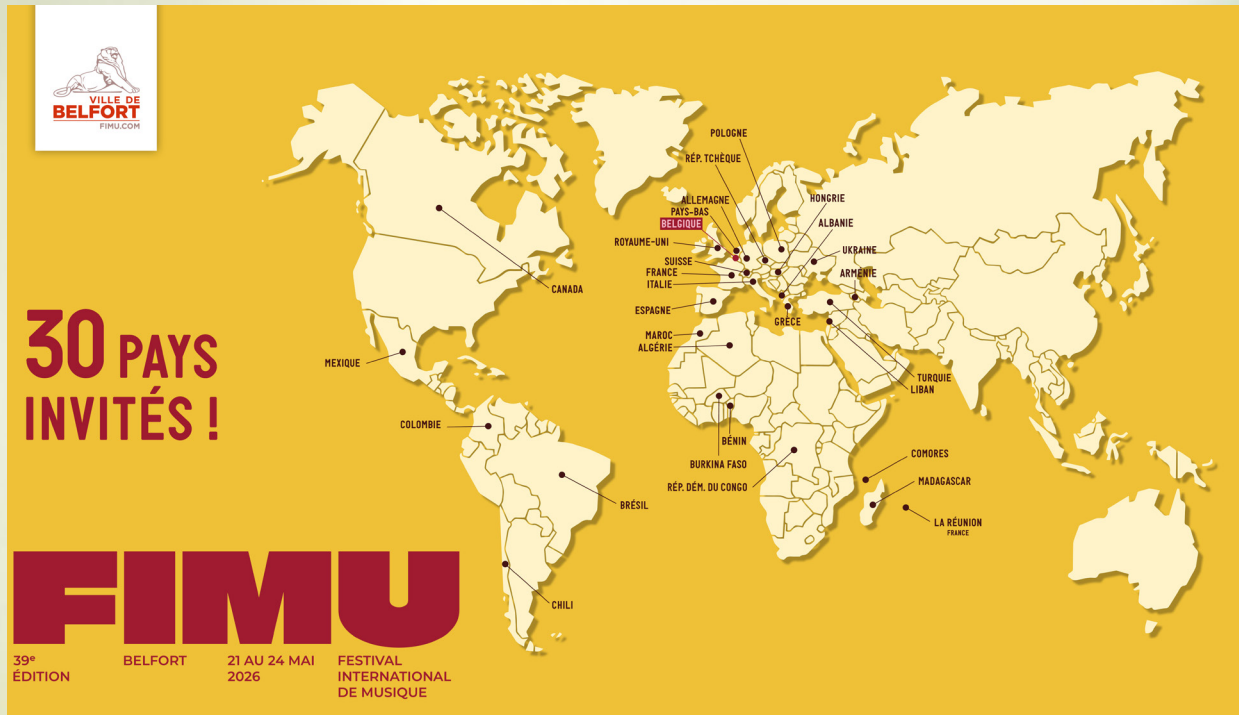 VILLE DE
BELFORT
FIMU.COM
30 PAYS
INVITÉS !
POLOGNE
RÉP. TCHÈQUE
ALLEMAGNE
PAYS-BAS
BELGIQUE
ROYAUME-UNI
SUISSE
FRANCE
ITALIE
ESPAGNE
MAROC
ALGÉRIE
HONGRIE
ALBANIE
UKRAINE
ARMÉNIE
GRÈCE
TURQUIE
LIBAN
CANADA
MEXIQUE
COLOMBIE
BRÉSIL
CHILI
BÉNIN
BURKINA FASO
RÉP. DÉM. DU CONGO
COMORES
MADAGASCAR
LA RÉUNION
FRANCE
FIMU
39e
ÉDITION
BELFORT
21 AU 24 MAI
2026
FESTIVAL
INTERNATIONAL
DE MUSIQUE